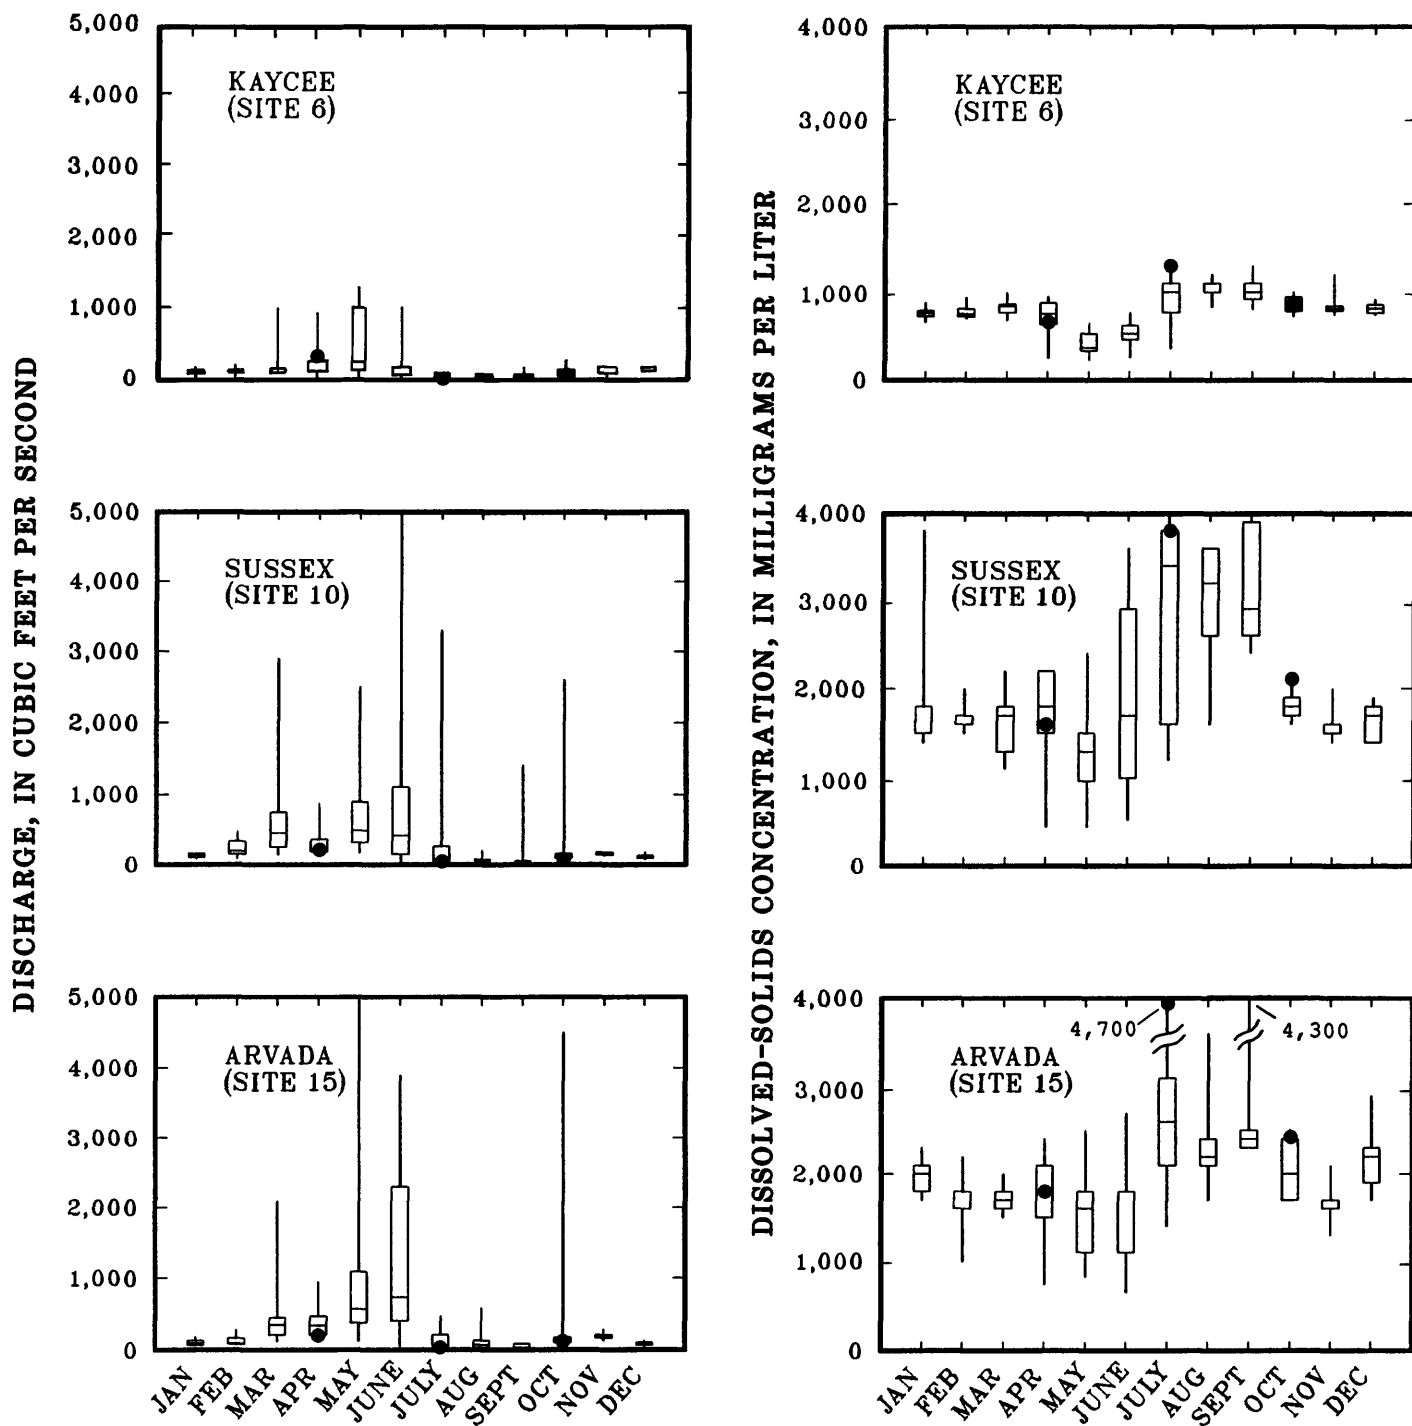 DISCHARGE, IN CUBIC FEET PER SECOND
5,000
4,000
3,000
2,000
1,000
0
KAYCEE
(SITE 6)
5,000
4,000
3,000
2,000
1,000
0
SUSSEX
(SITE 10)
5,000
4,000
3,000
2,000
1,000
0
ARVADA
(SITE 15)
JAN FEB MAR APR MAY JUNE JULY AUG SEPT OCT NOV DEC
DISSOLVED-SOLIDS CONCENTRATION, IN MILLIGRAMS PER LITER
4,000
3,000
2,000
1,000
0
KAYCEE
(SITE 6)
4,000
3,000
2,000
1,000
0
SUSSEX
(SITE 10)
4,000
3,000
2,000
1,000
0
4,700
4,300
ARVADA
(SITE 15)
JAN FEB MAR APR MAY JUNE JULY AUG SEPT OCT NOV DEC